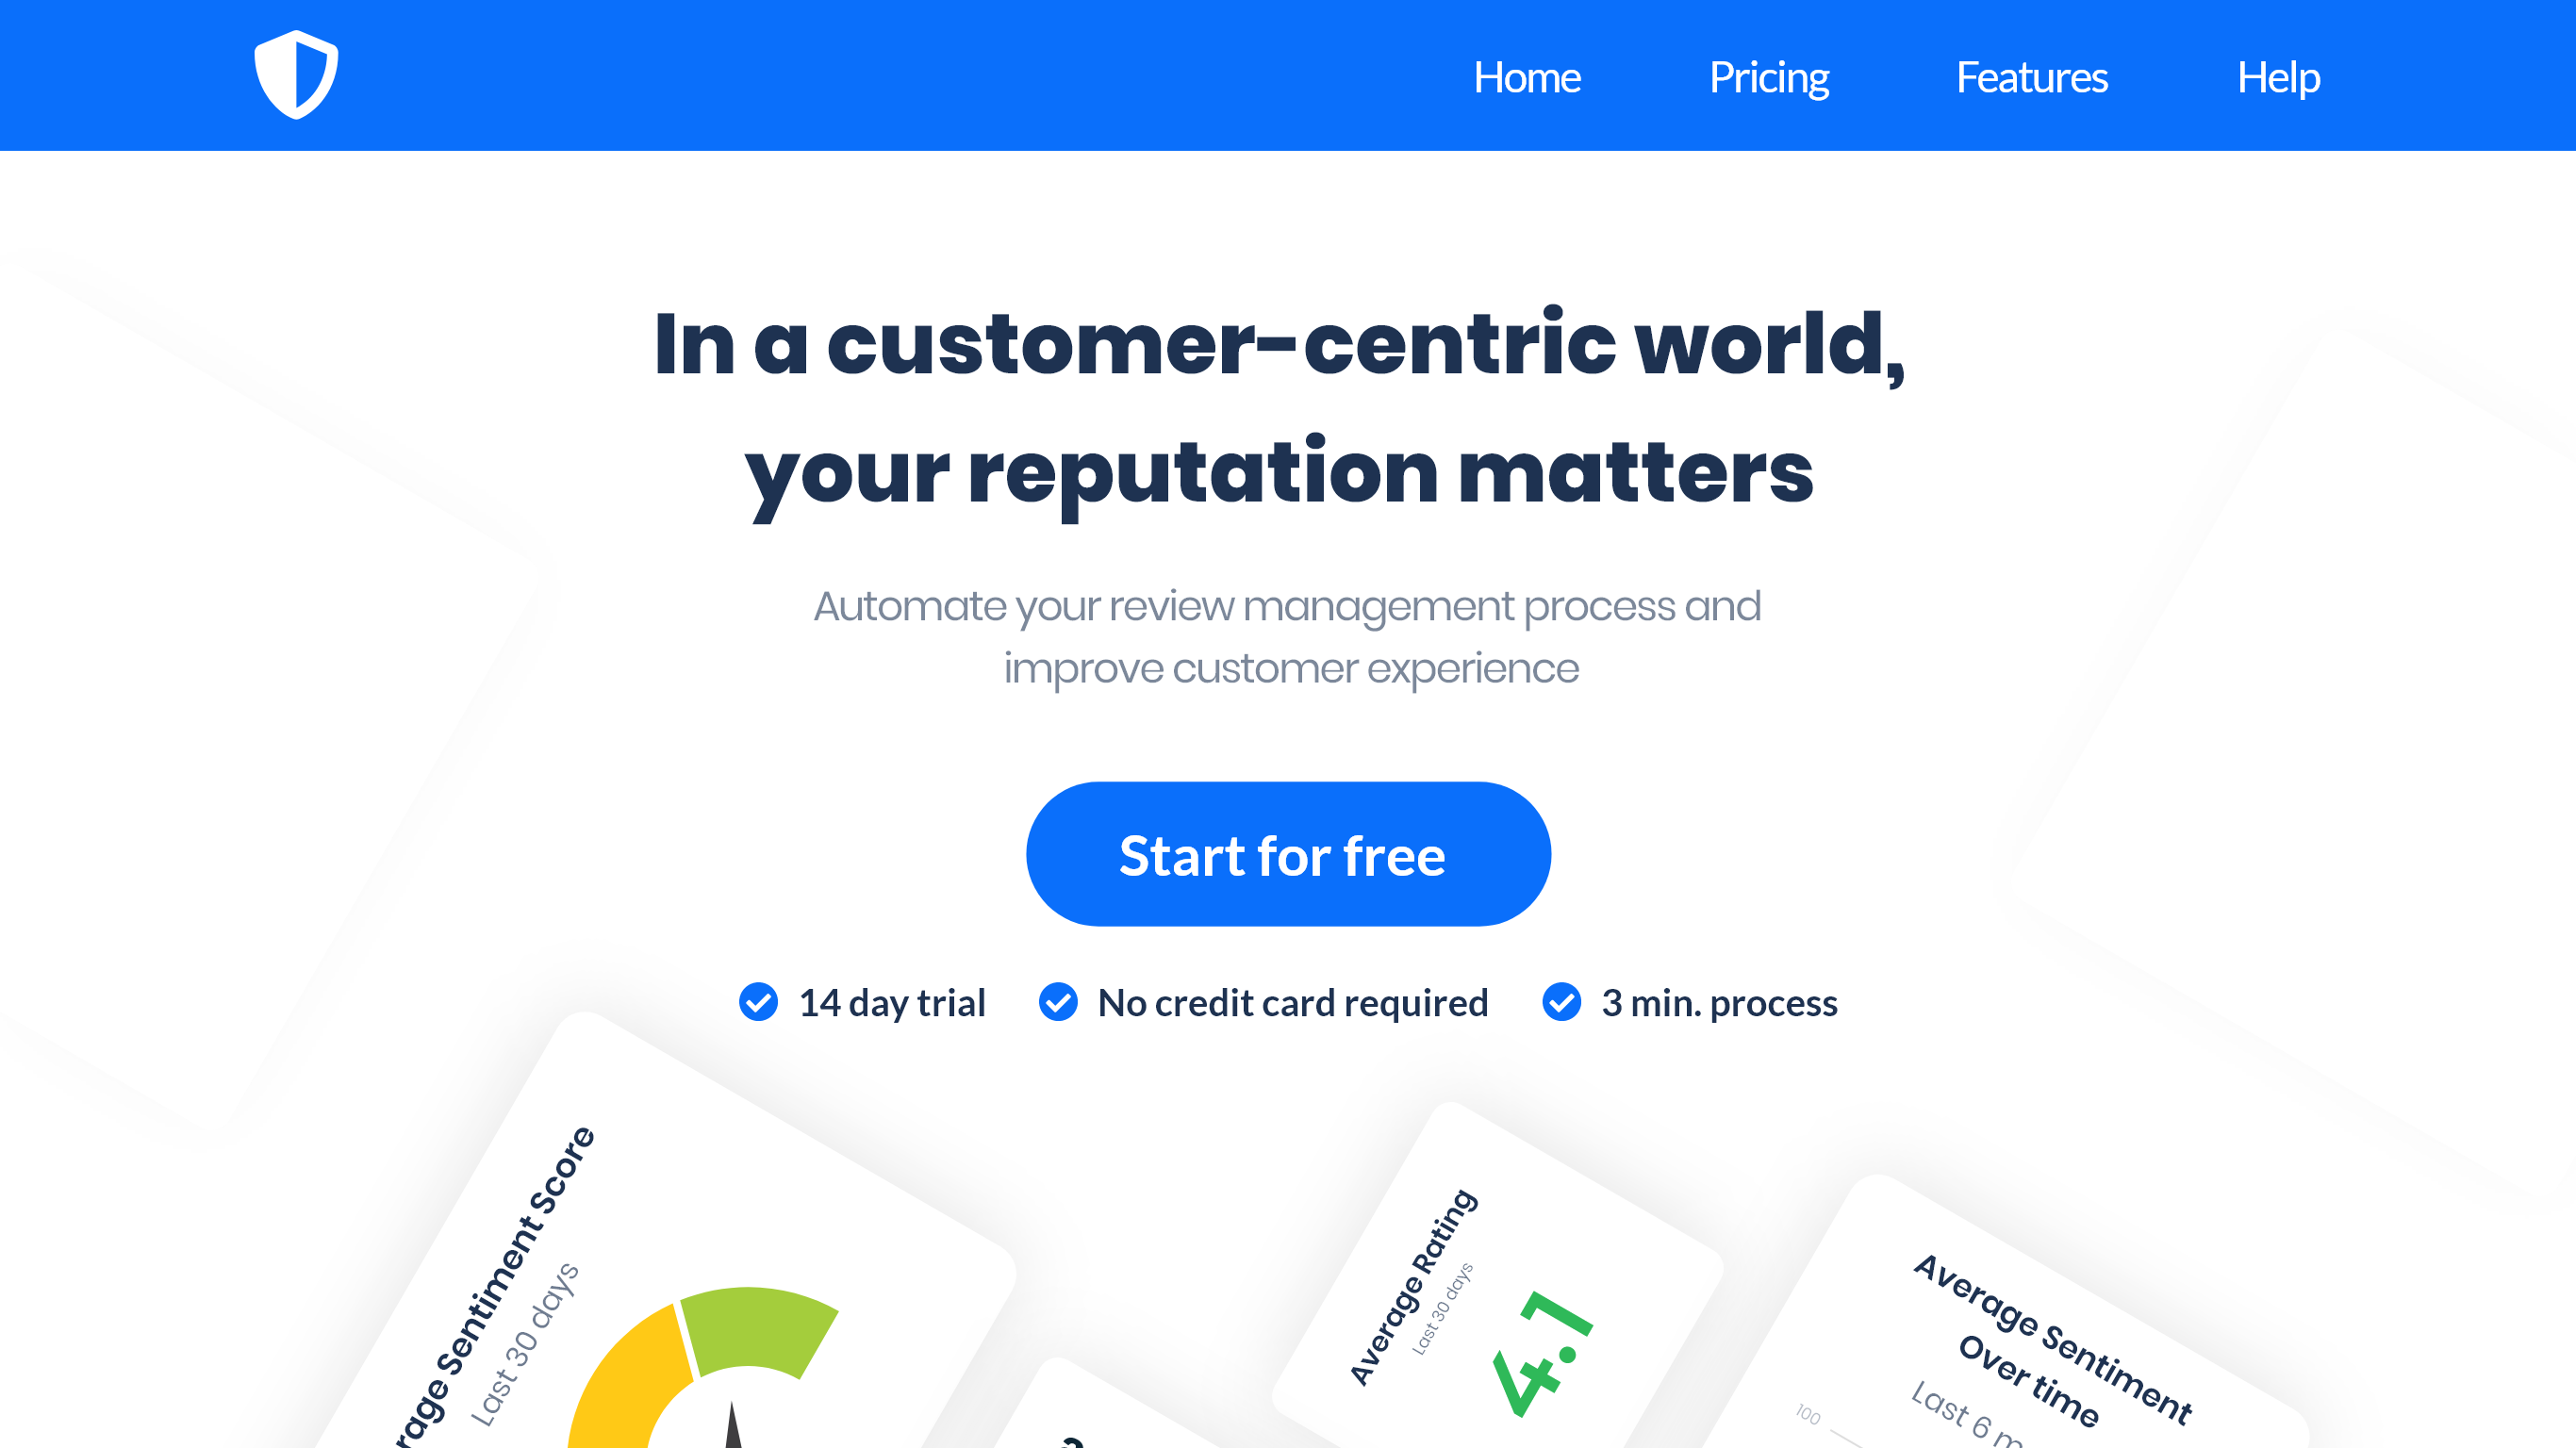 Home Pricing Features Help
In a customer-centric world,
your reputation matters
Automate your review management process and
improve customer experience
Start for free
14 day trial No credit card required 3 min. process
Sentiment Score
Last 30 days
Average Rating
Last 30 days
4.1
Average Sentiment
Over time
Last 6
100